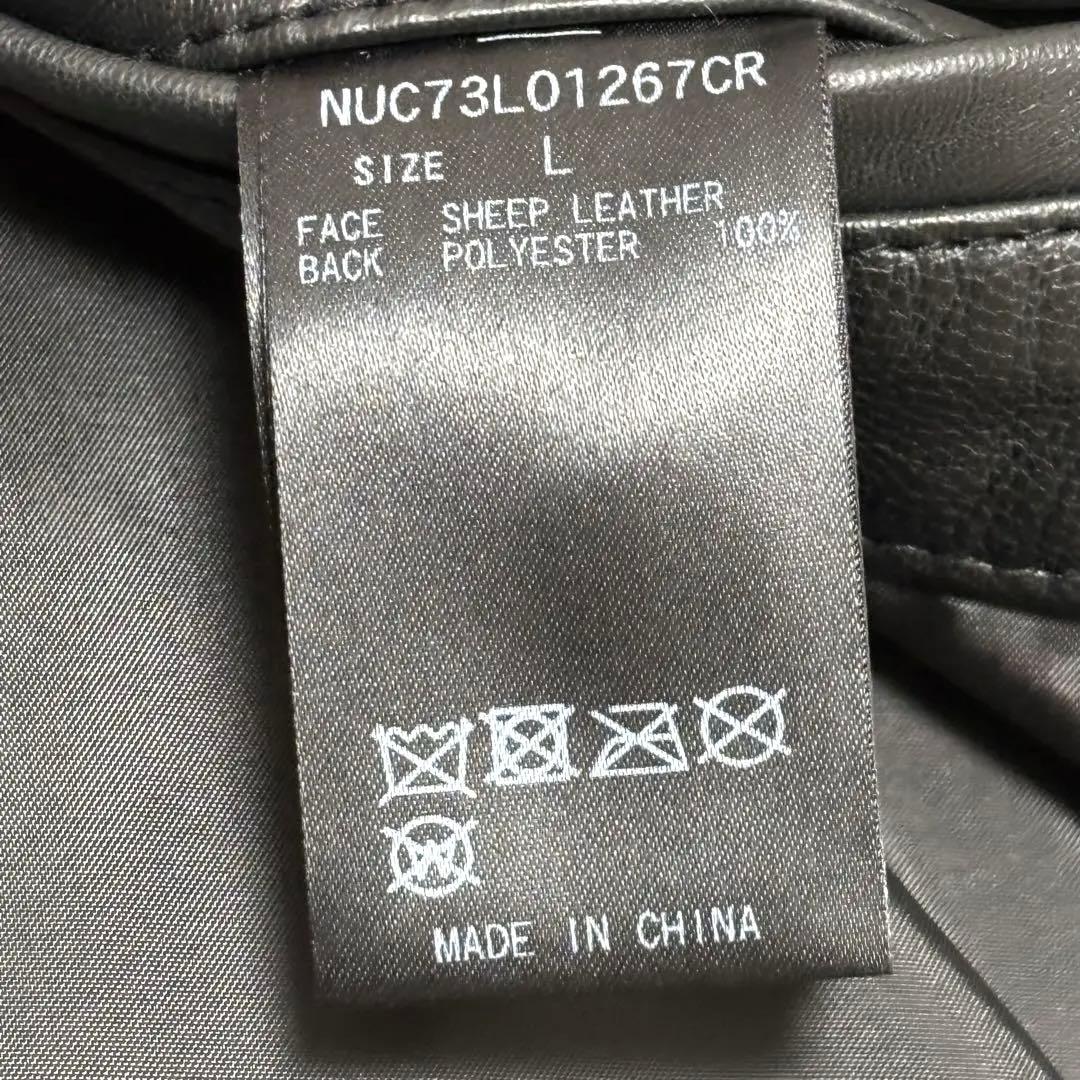 NUC73L01267CR
SIZE L
FACE SHEEP LEATHER
BACK POLYESTER 100%
W
MADE IN CHINA